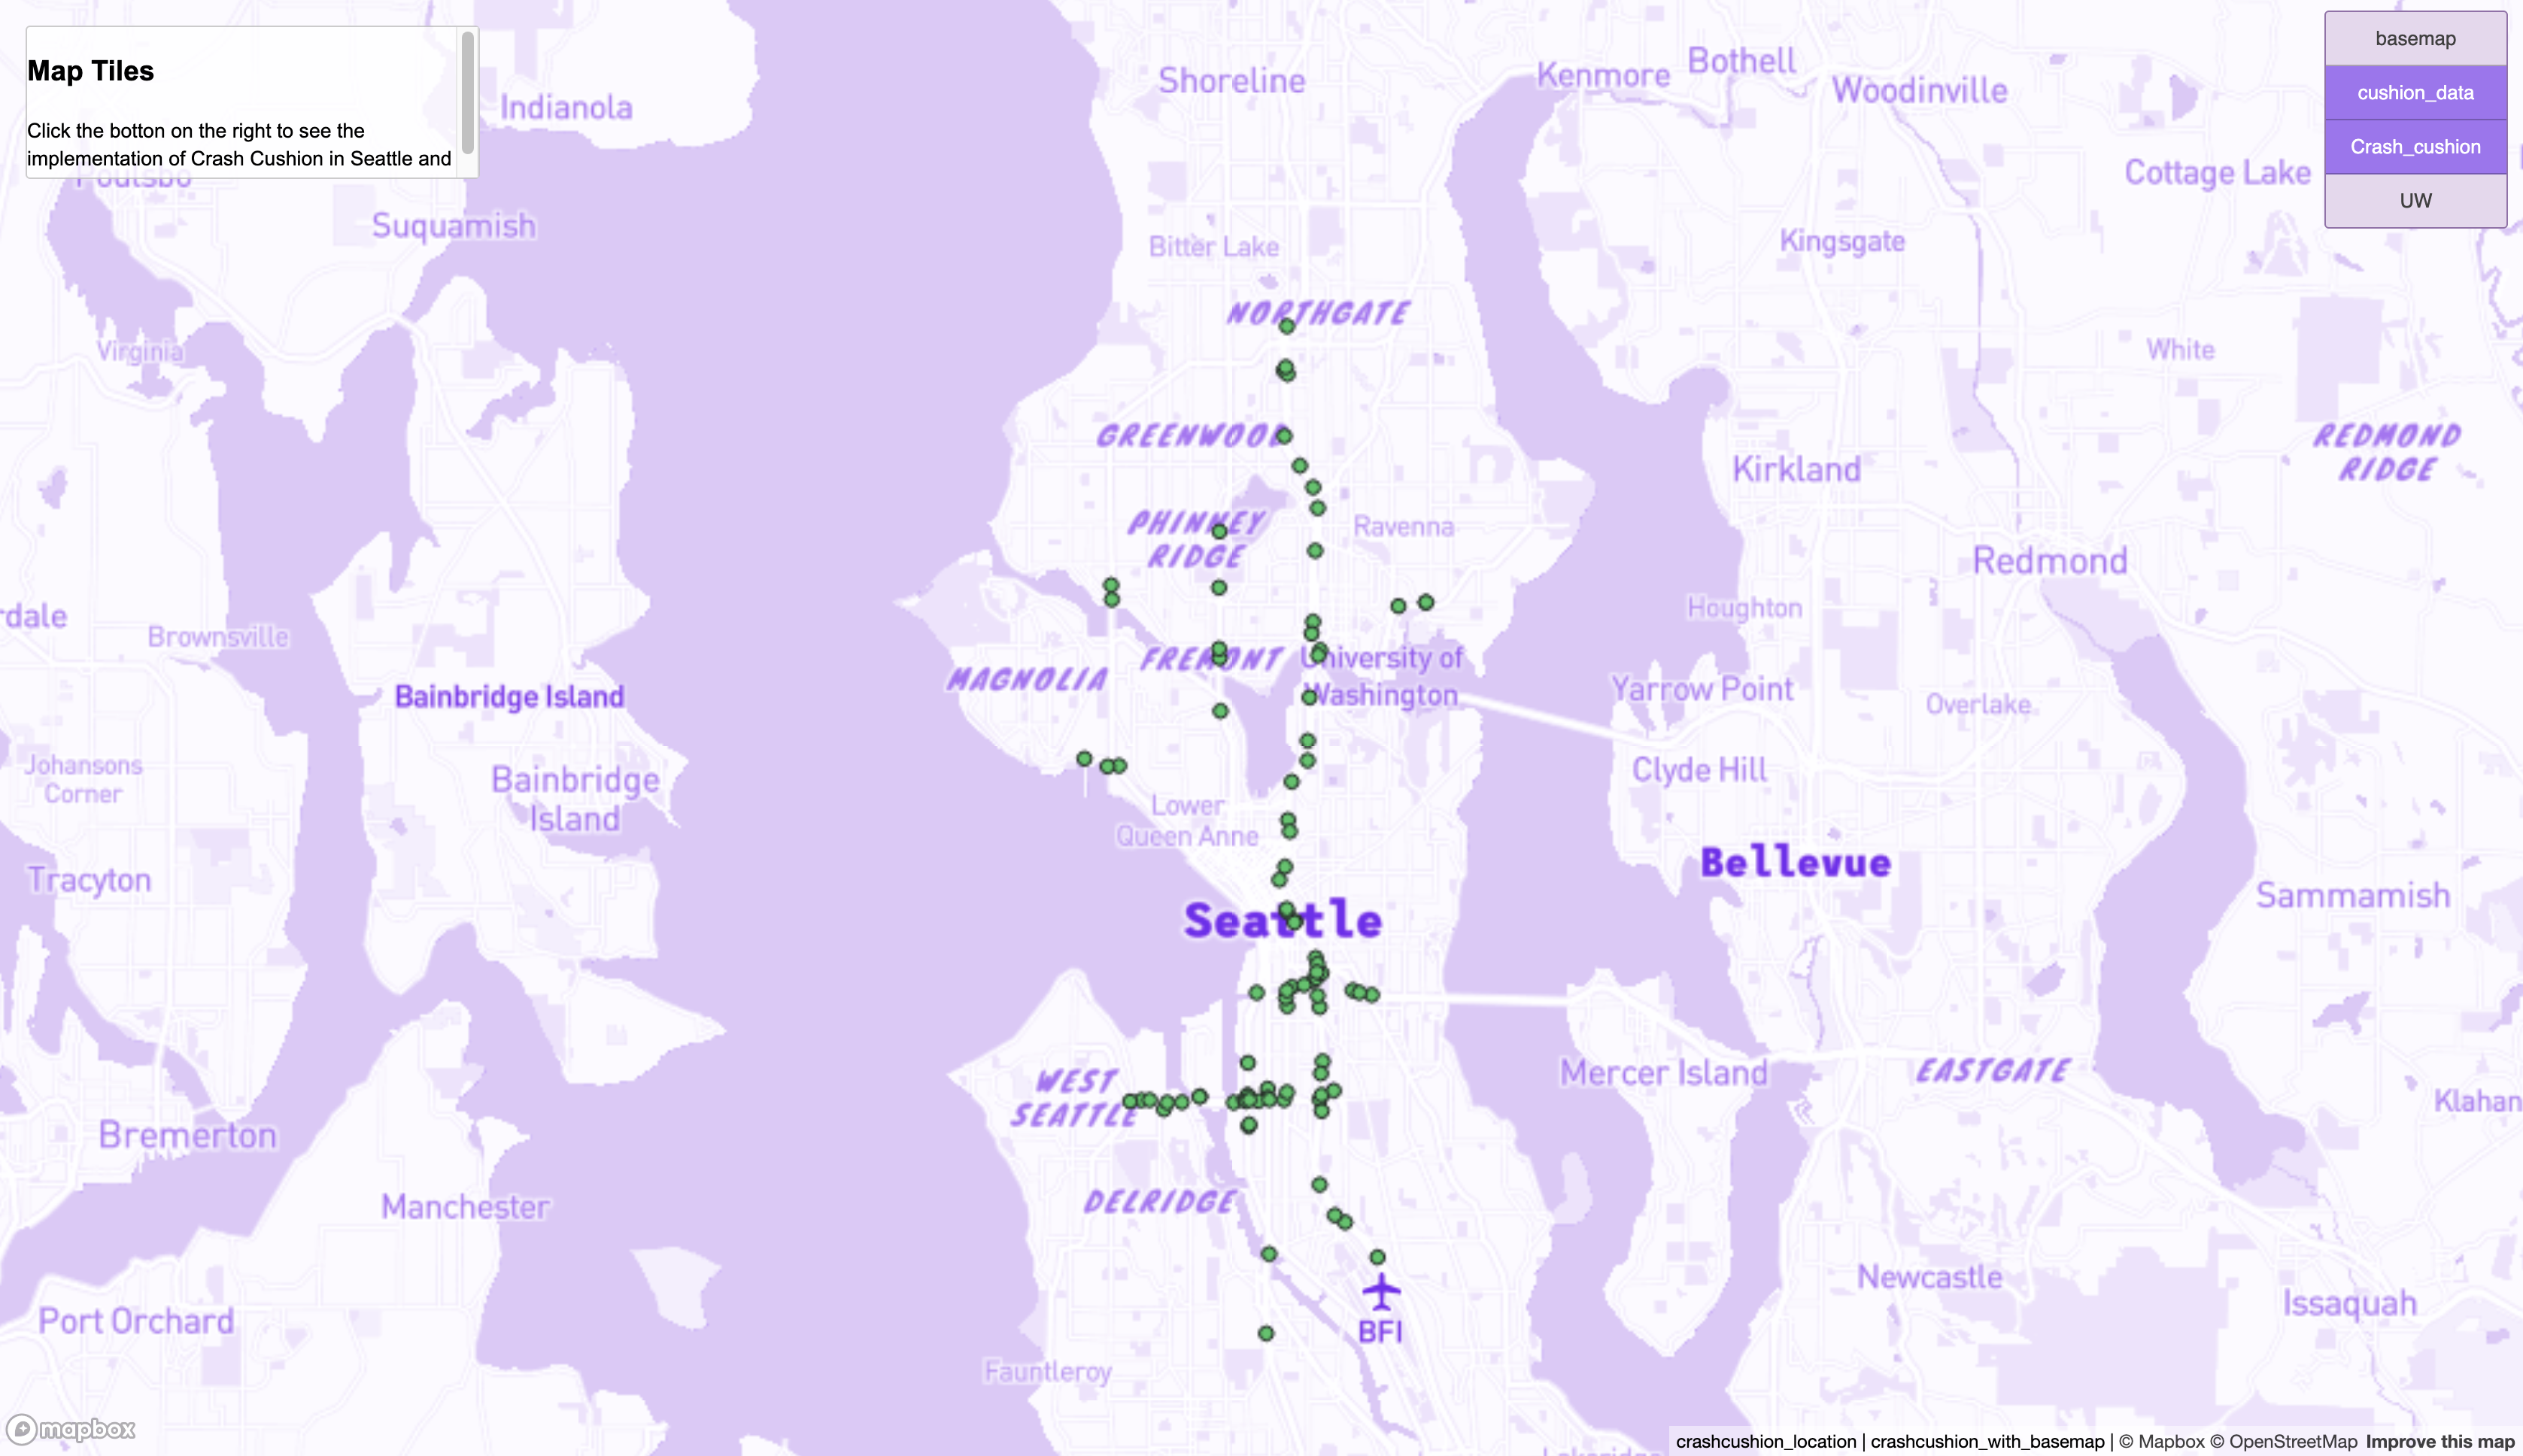 Map Tiles
Click the botton on the right to see the
implementation of Crash Cushion in Seattle and
basemap
cushion_data
Crash_cushion
UW
Shoreline
Kenmore
Bothell
Woodinville
Indianola
Cottage Lake
Poulsbo
Suquamish
Bitter Lake
Kingsgate
NORTHGATE
Virginia
White
GREENWOOD
REDMOND
RIDGE
Kirkland
PHINNEY
RIDGE
Ravenna
Redmond
rdale
Brownsville
Houghton
MAGNOLIA
FREMONT
University of
Washington
Bainbridge Island
Yarrow Point
Overlake
Johansons
Corner
Bainbridge
Island
Clyde Hill
Lower
Queen Anne
Bellevue
Tracyton
Seattle
Sammamish
WEST
SEATTLE
Mercer Island
EASTGATE
Klahan
Bremerton
Manchester
DELRIDGE
Newcastle
Issaquah
Port Orchard
BFI
Fauntleroy
mapbox
crashcushion_location | crashcushion_with_basemap | © Mapbox © OpenStreetMap Improve this map